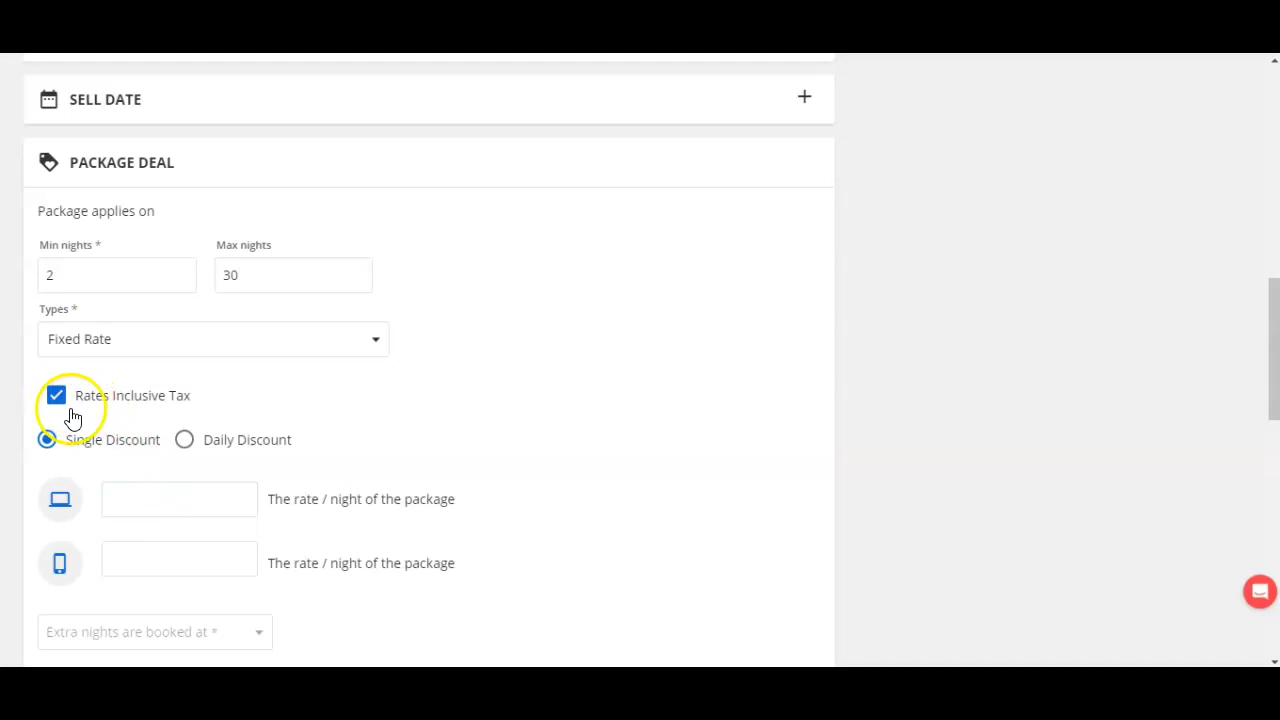 SELL DATE
PACKAGE DEAL
Package applies on
Min nights * Max nights
2 30
Types *
Fixed Rate
Rates Inclusive Tax
Single Discount Daily Discount
The rate / night of the package
The rate / night of the package
Extra nights are booked at *